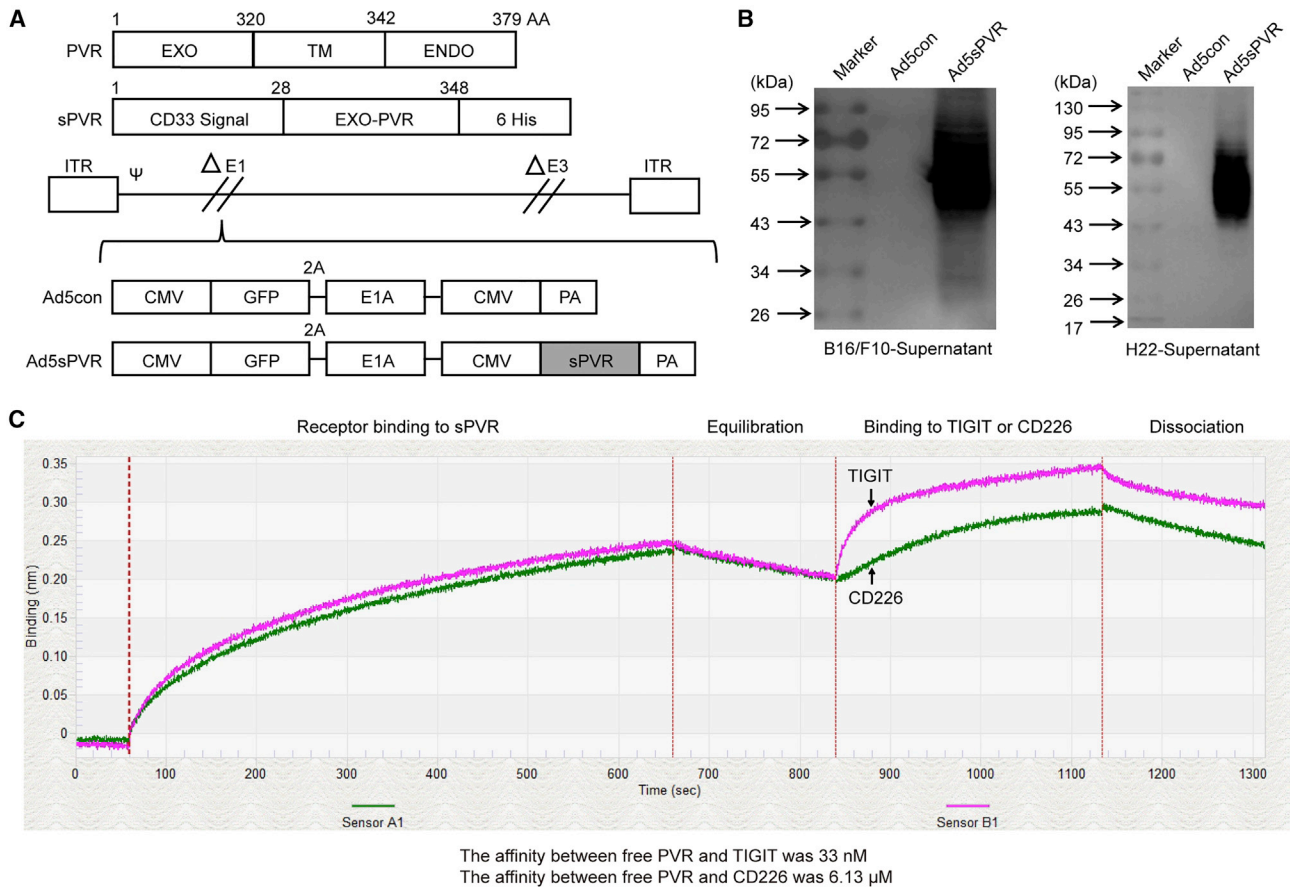 A
1 320 342 379 AA
PVR EXO TM ENDO
1 28 348
sPVR CD33 Signal EXO-PVR 6 His
ITR Ψ △ E1 △ E3 ITR
2A
Ad5con CMV GFP E1A CMV PA
2A
Ad5sPVR CMV GFP E1A CMV sPVR PA
B
(kDa) Marker Ad5con Ad5sPVR
95
72
55
43
34
26
B16/F10-Supernatant
(kDa) Marker Ad5con Ad5sPVR
130
95
72
55
43
34
26
17
H22-Supernatant
C
Receptor binding to sPVR Equilibration Binding to TIGIT or CD226 Dissociation
0.35
0.30
0.25
0.20
0.15
0.10
0.05
0
Binding (nm)
TIGIT
CD226
0 100 200 300 400 500 600 700 800 900 1000 1100 1200 1300
Time (sec)
Sensor A1 Sensor B1
The affinity between free PVR and TIGIT was 33 nM
The affinity between free PVR and CD226 was 6.13 µM